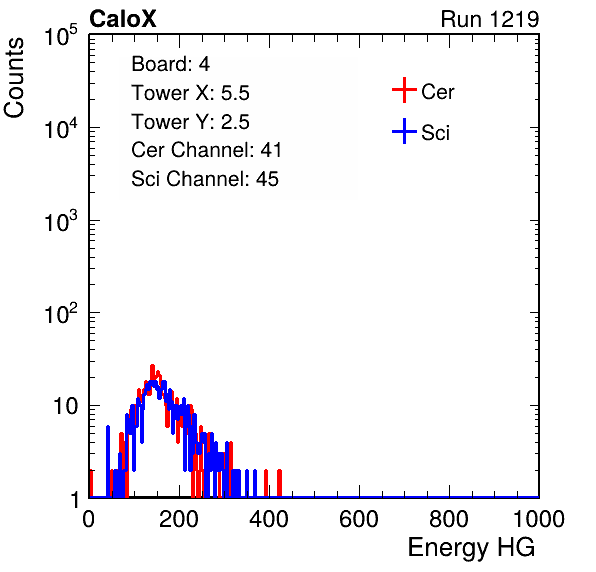 CaloX Run 1219
Counts
10^5
10^4
10^3
10^2
10
1
Board: 4
Tower X: 5.5
Tower Y: 2.5
Cer Channel: 41
Sci Channel: 45
Cer
Sci
0 200 400 600 800 1000
Energy HG